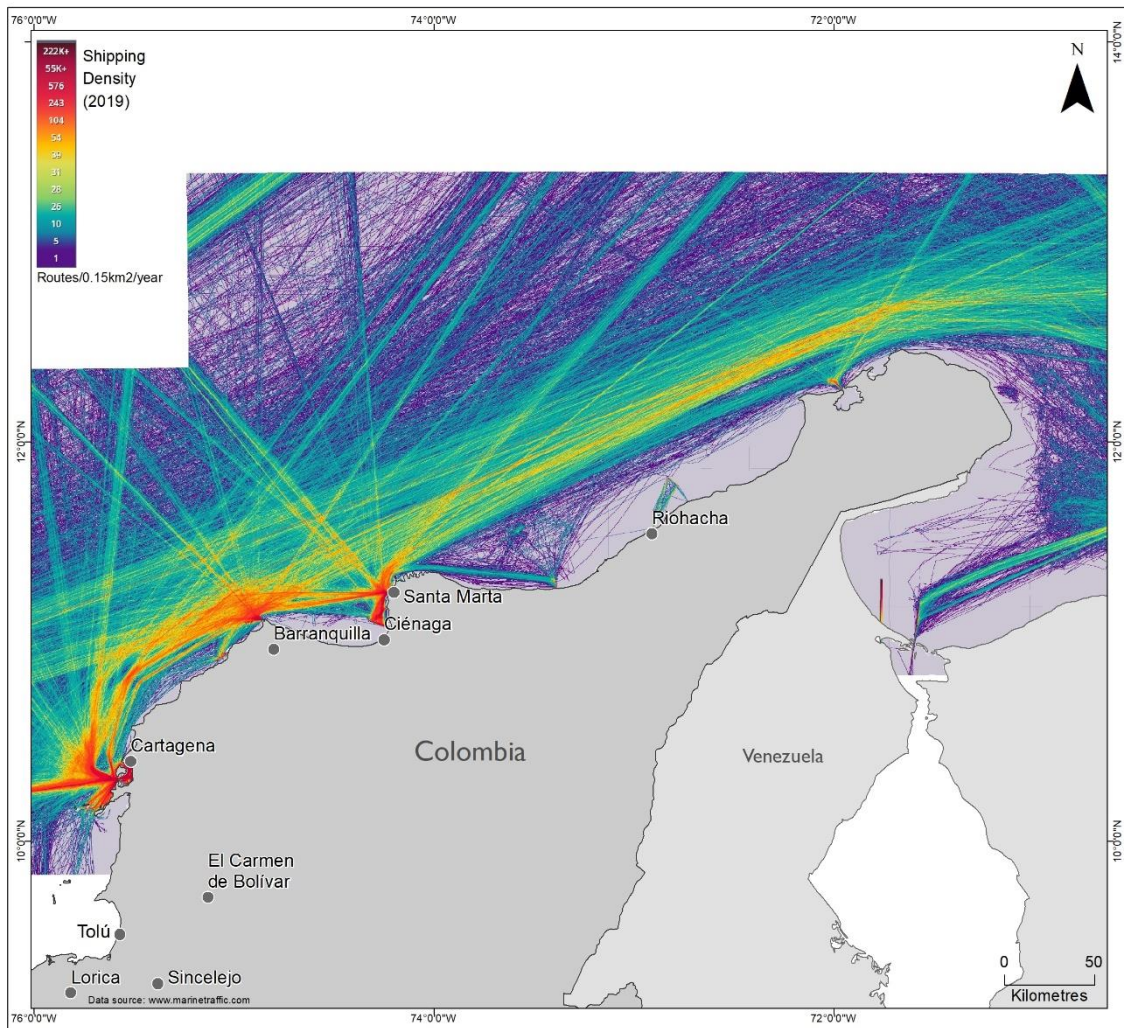 76°0'0"W
74°0'0"W
72°0'0"W
14°0'0"N
14°0'0"N
222K+
55K+
576
243
104
54
39
31
28
26
10
5
1
Shipping
Density
(2019)
Routes/0.15km2/year
N
12°0'0"N
12°0'0"N
Riohacha
Santa Marta
Ciénaga
Barranquilla
Cartagena
Colombia
Venezuela
10°0'0"N
10°0'0"N
El Carmen
de Bolívar
Tolú
Lorica
Sincelejo
0
50
Kilometres
Data source: www.marinetraffic.com
76°0'0"W
74°0'0"W
72°0'0"W